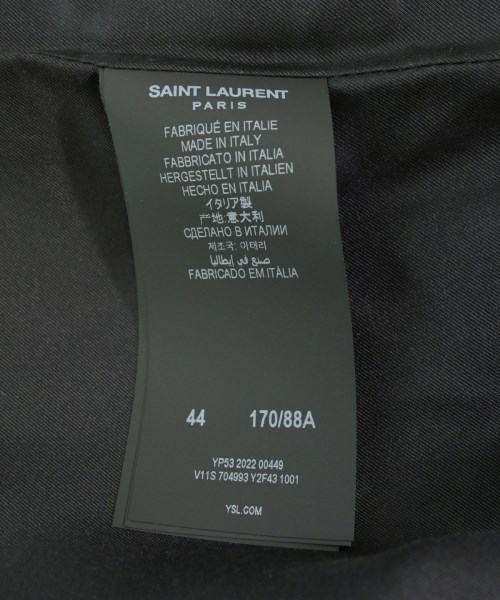 SAINT LAURENT
PARIS
FABRIQUÉ EN ITALIE
MADE IN ITALY
FABBRICATO IN ITALIA
HERGESTELLT IN ITALIEN
HECHO EN ITALIA
イタリア製
产地:意大利
СДЕЛАНО В ИТАЛИИ
제조국: 이태리
صنع في إيطاليا
FABRICADO EM ITÀLIA
44 170/88A
YP53 2022 00449
V11S 704993 Y2F43 1001
YSL.COM